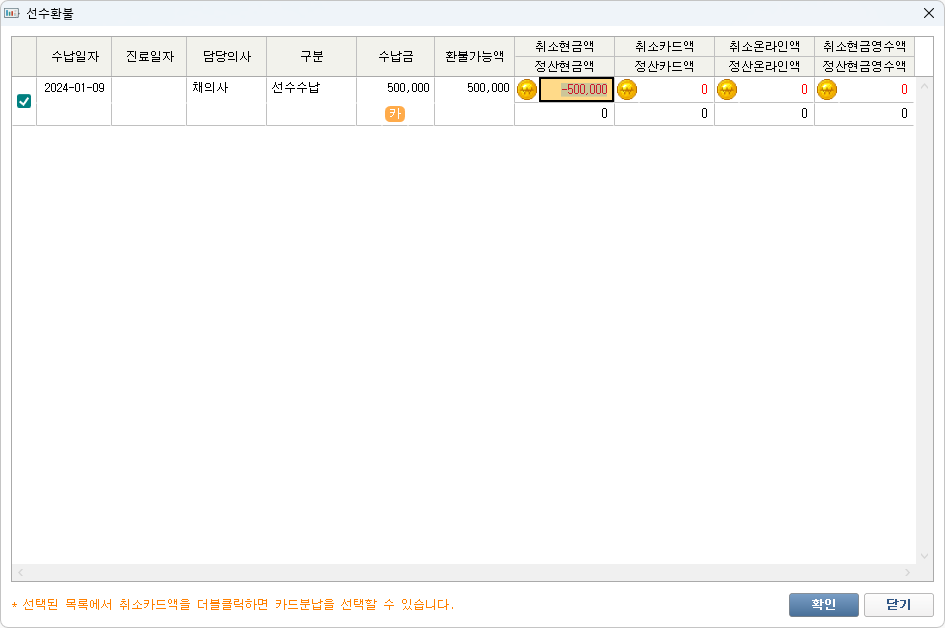 선수환불
수납일자 진료일자 담당의사 구분 수납금 환불가능액 취소현금액 취소카드액 취소온라인액 취소현금영수액
정산현금액 정산카드액 정산온라인액 정산현금영수액
2024-01-09 채의사 선수수납 500,000 500,000 -500,000 0 0 0
카 0 0 0 0
* 선택된 목록에서 취소카드액을 더블클릭하면 카드분납을 선택할 수 있습니다.
확인 닫기